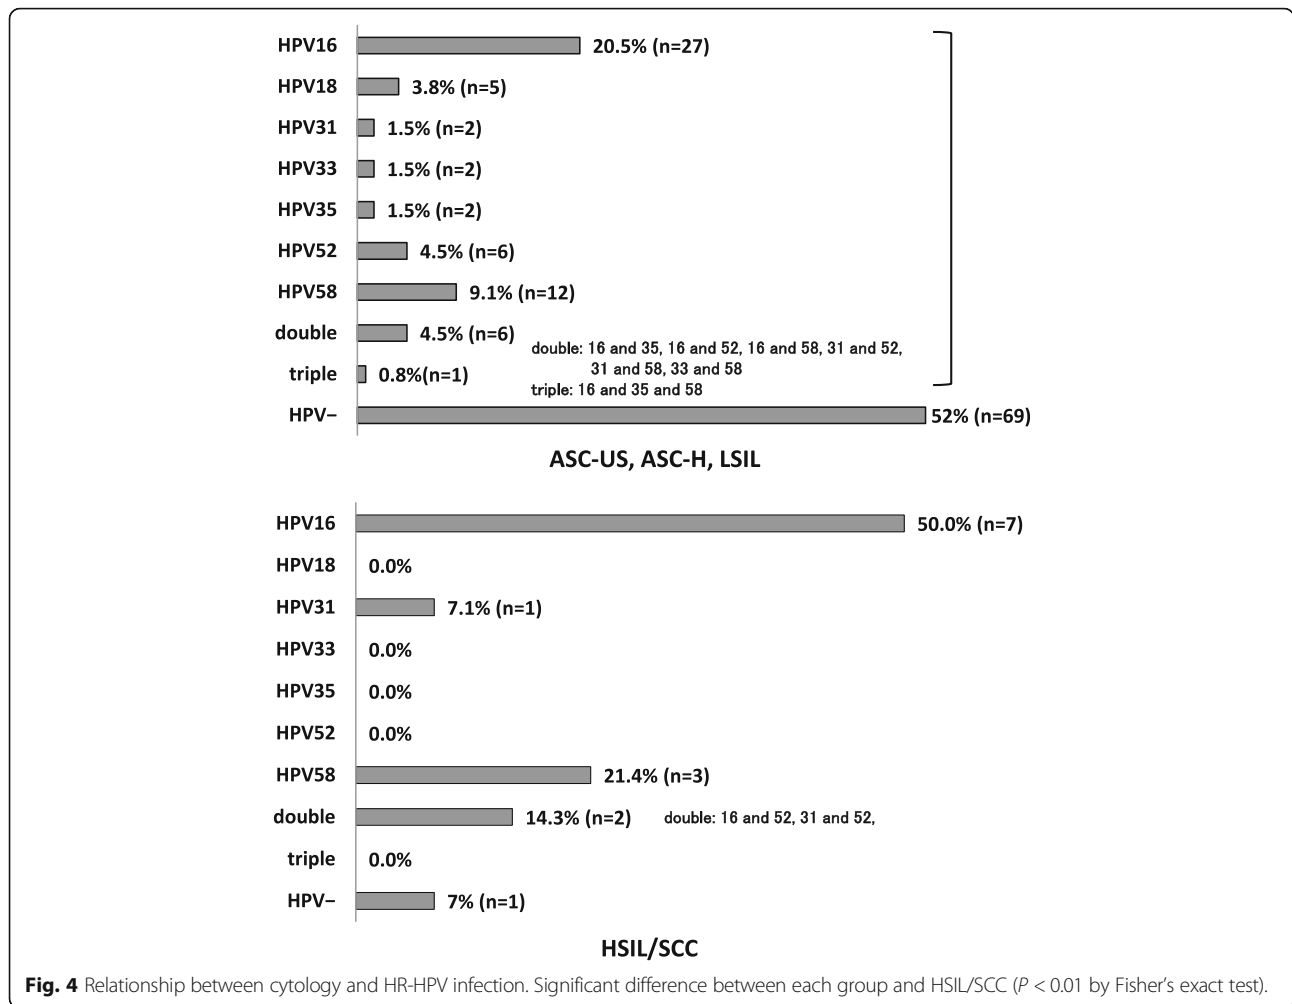 HPV16 20.5% (n=27)
HPV18 3.8% (n=5)
HPV31 1.5% (n=2)
HPV33 1.5% (n=2)
HPV35 1.5% (n=2)
HPV52 4.5% (n=6)
HPV58 9.1% (n=12)
double 4.5% (n=6)
double: 16 and 35, 16 and 52, 16 and 58, 31 and 52,
31 and 58, 33 and 58
triple 0.8%(n=1)
triple: 16 and 35 and 58
HPV− 52% (n=69)
ASC-US, ASC-H, LSIL
HPV16 50.0% (n=7)
HPV18 0.0%
HPV31 7.1% (n=1)
HPV33 0.0%
HPV35 0.0%
HPV52 0.0%
HPV58 21.4% (n=3)
double 14.3% (n=2) double: 16 and 52, 31 and 52,
triple 0.0%
HPV− 7% (n=1)
HSIL/SCC
Fig. 4 Relationship between cytology and HR-HPV infection. Significant difference between each group and HSIL/SCC (P < 0.01 by Fisher's exact test).